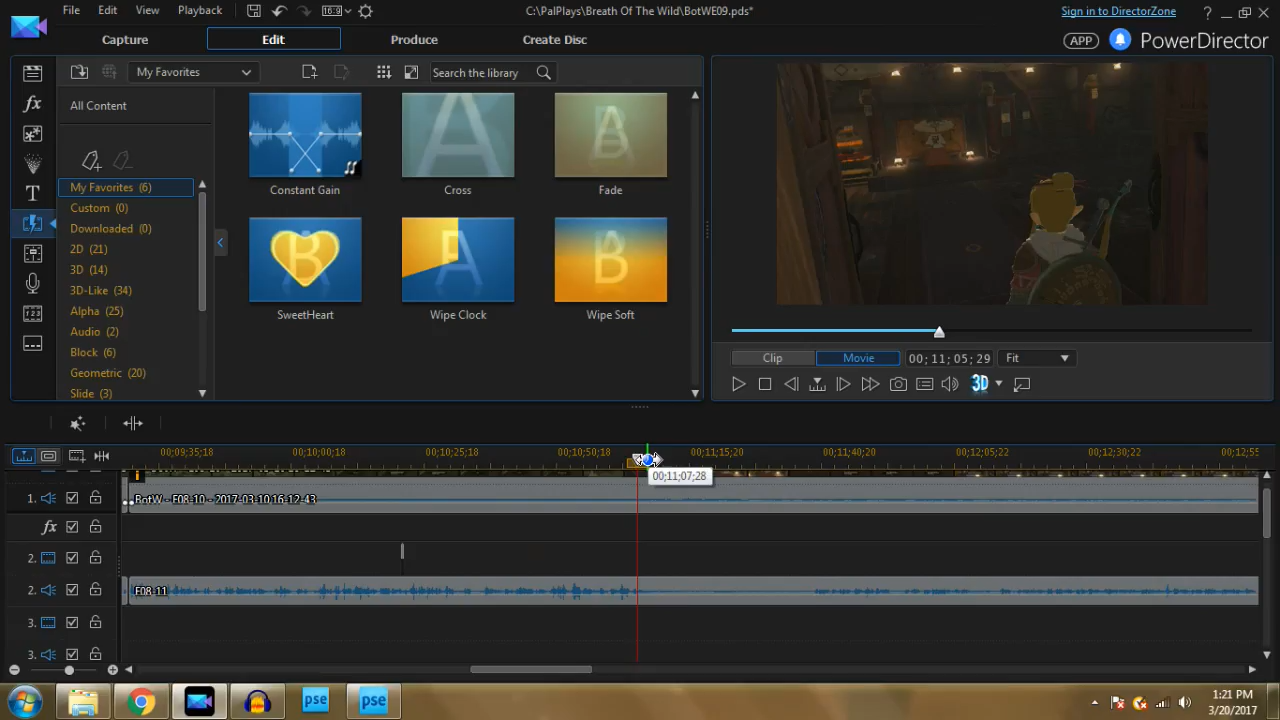 File Edit View Playback 16:9 C:\PalPlays\Breath Of The Wild\BotWE09.pds* Sign in to DirectorZone ?
Capture Edit Produce Create Disc APP PowerDirector
My Favorites Search the library
All Content
Constant Gain Cross Fade
My Favorites (6)
Custom (0)
Downloaded (0)
2D (21)
3D (14)
3D-Like (34)
Alpha (25)
Audio (2)
Block (6)
Geometric (20)
Slide (3)
SweetHeart Wipe Clock Wipe Soft
Clip Movie 00; 11; 05; 29 Fit
3D
00;09;35;18 00;10;00;18 00;10;25;18 00;10;50;18 00;11;15;20 00;11;40;20 00;12;05;22 00;12;30;22 00;12;55
00;11;07;28
1. BotW - E08-10 - 2017-03-10 16-12-43
fx
2.
2. E08-11
3.
3.
pse pse
1:21 PM
3/20/2017